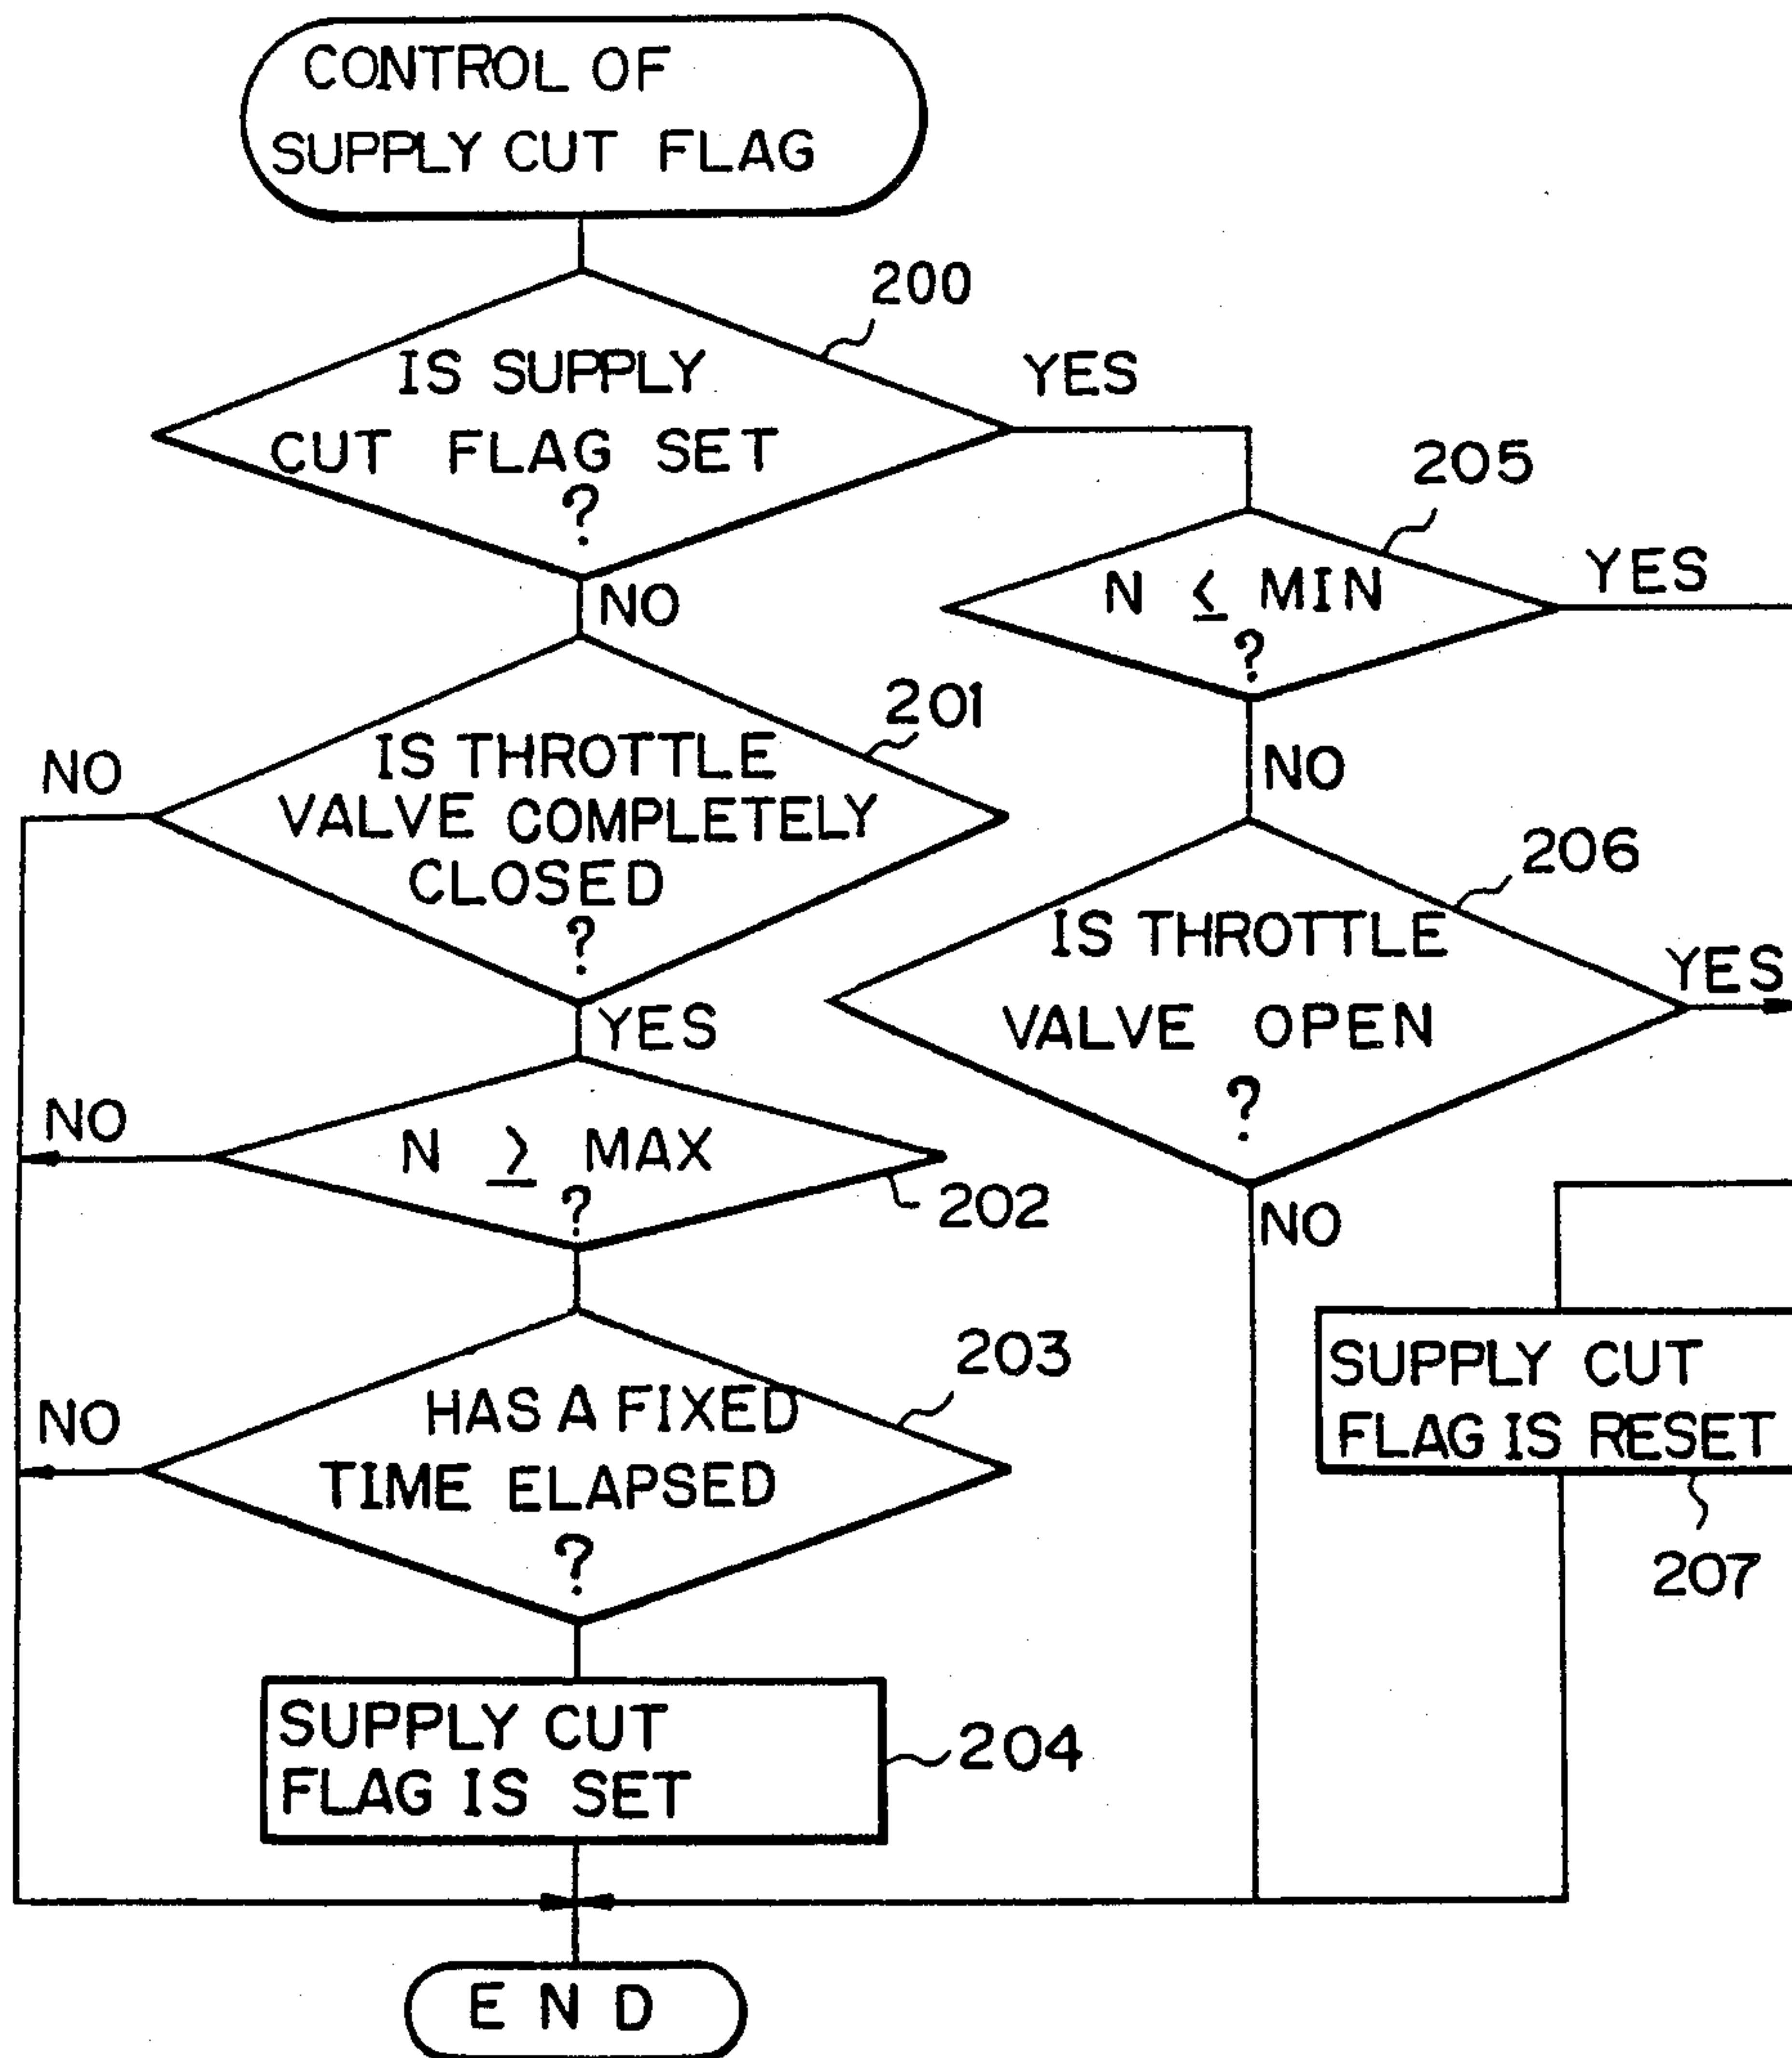 CONTROL OF
SUPPLY CUT FLAG
200
IS SUPPLY
CUT FLAG SET
?
YES
NO
205
N ≤ MIN
?
YES
NO
201
IS THROTTLE
VALVE COMPLETELY
CLOSED
?
NO
YES
206
IS THROTTLE
VALVE OPEN
?
YES
NO
N ≥ MAX
?
NO
202
203
HAS A FIXED
TIME ELAPSED
?
NO
SUPPLY CUT
FLAG IS RESET
207
SUPPLY CUT
FLAG IS SET
204
END